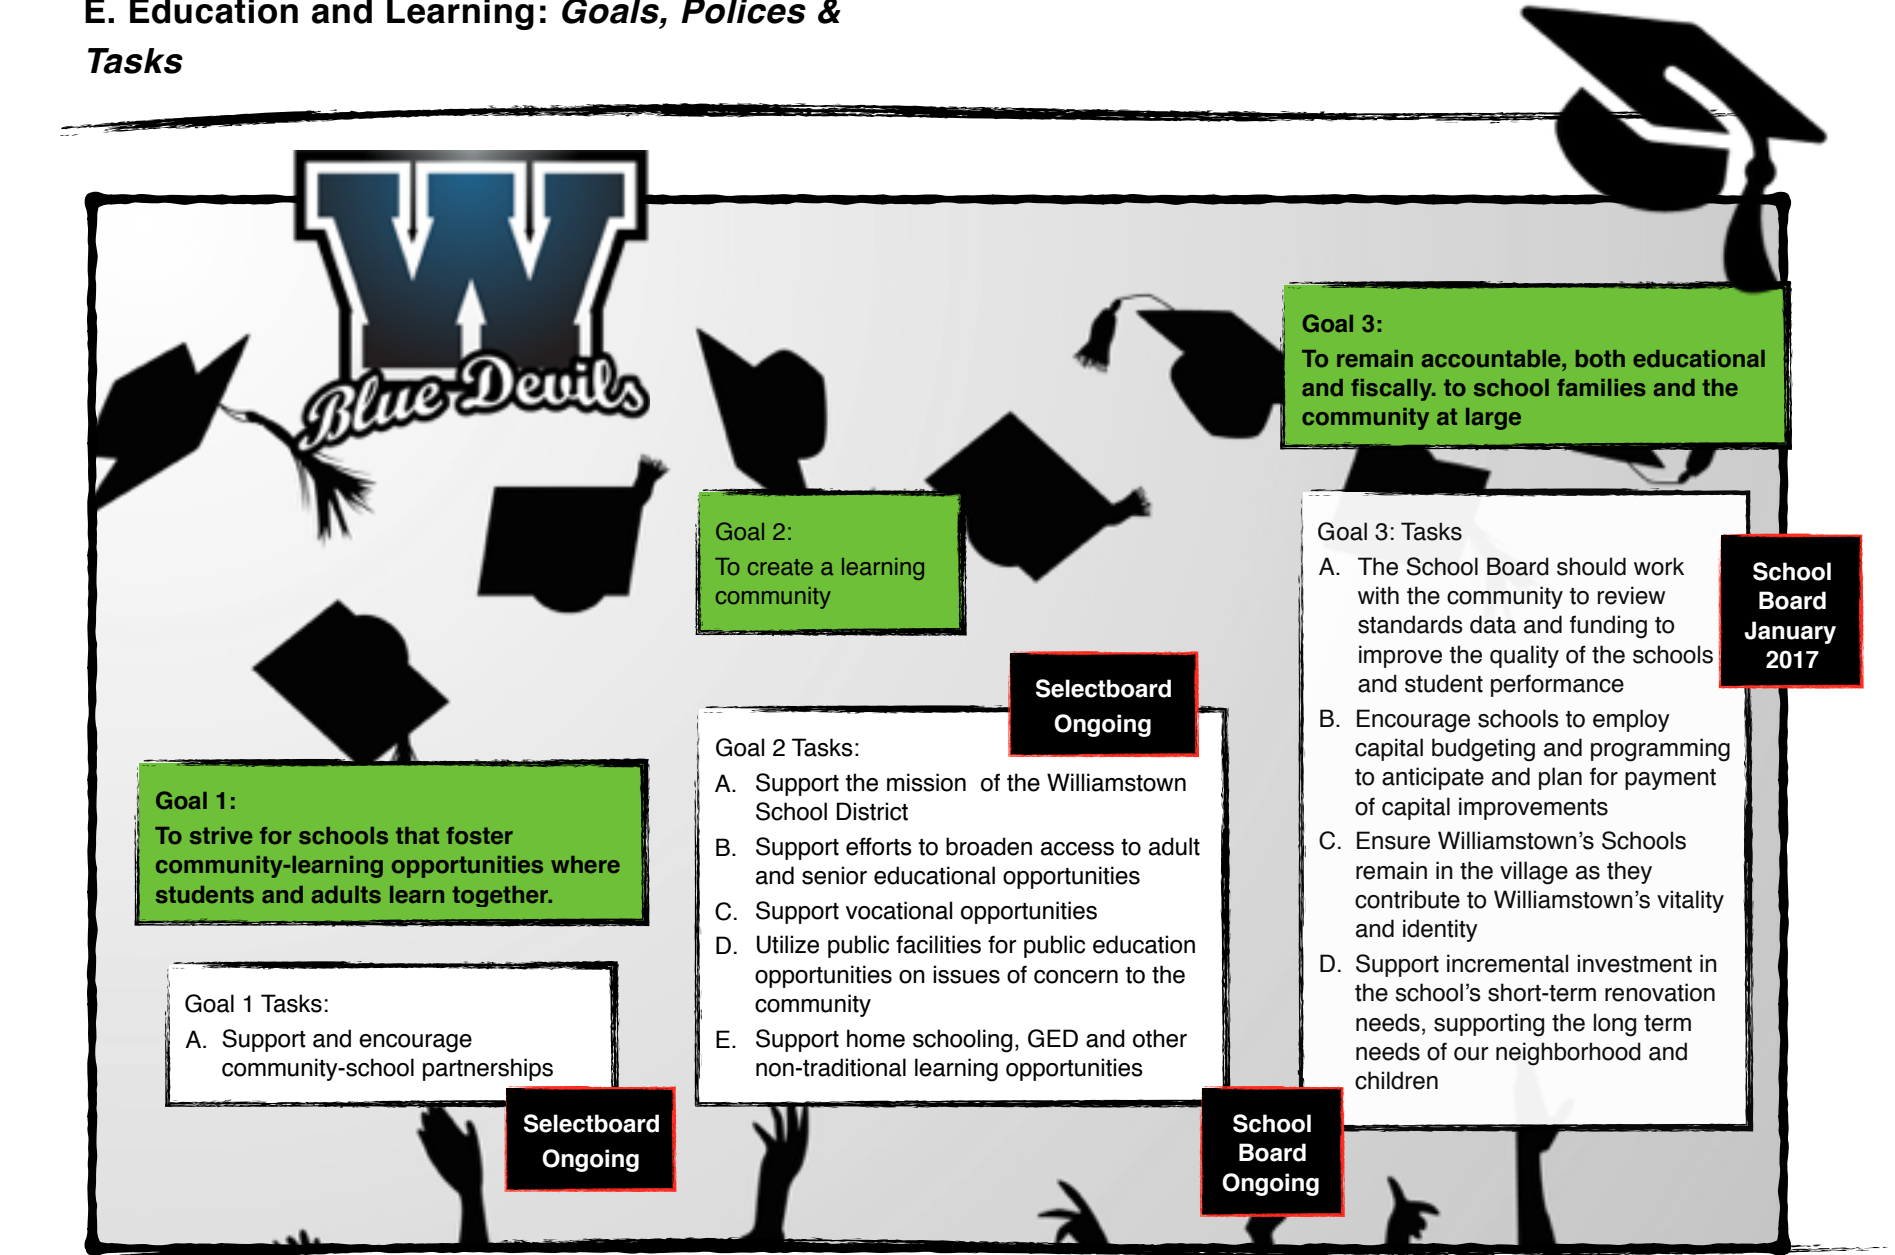 E. Education and Learning: Goals, Polices &
Tasks
W
Blue Devils
Goal 1:
To strive for schools that foster
community-learning opportunities where
students and adults learn together.
Goal 1 Tasks:
A. Support and encourage
community-school partnerships
Selectboard
Ongoing
Goal 2:
To create a learning
community
Selectboard
Ongoing
Goal 2 Tasks:
A. Support the mission  of the Williamstown
School District
B. Support efforts to broaden access to adult
and senior educational opportunities
C. Support vocational opportunities
D. Utilize public facilities for public education
opportunities on issues of concern to the
community
E. Support home schooling, GED and other
non-traditional learning opportunities
School
Board
Ongoing
Goal 3:
To remain accountable, both educational
and fiscally. to school families and the
community at large
Goal 3: Tasks
A. The School Board should work
with the community to review
standards data and funding to
improve the quality of the schools
and student performance
B. Encourage schools to employ
capital budgeting and programming
to anticipate and plan for payment
of capital improvements
C. Ensure Williamstown’s Schools
remain in the village as they
contribute to Williamstown’s vitality
and identity
D. Support incremental investment in
the school’s short-term renovation
needs, supporting the long term
needs of our neighborhood and
children
School
Board
January
2017